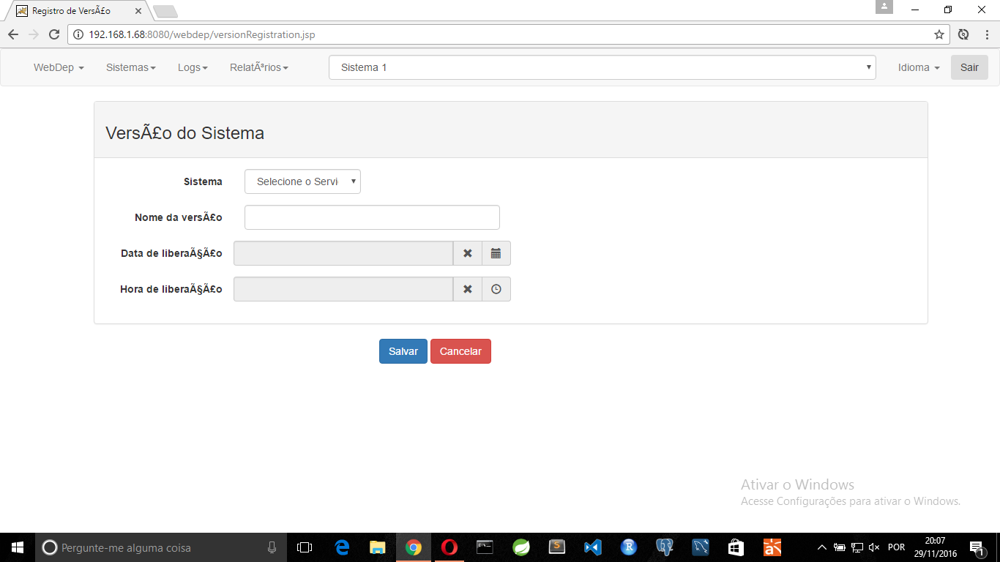 Registro de VersÃ£o
192.168.1.68:8080/webdep/versionRegistration.jsp
WebDep Sistemas Logs RelatÃ³rios Sistema 1 Idioma Sair
VersÃ£o do Sistema
Sistema Selecione o Servi
Nome da versÃ£o
Data de liberaÃ§Ã£o
Hora de liberaÃ§Ã£o
Salvar Cancelar
Ativar o Windows
Acesse Configurações para ativar o Windows.
Pergunte-me alguma coisa
POR
20:07
29/11/2016
1